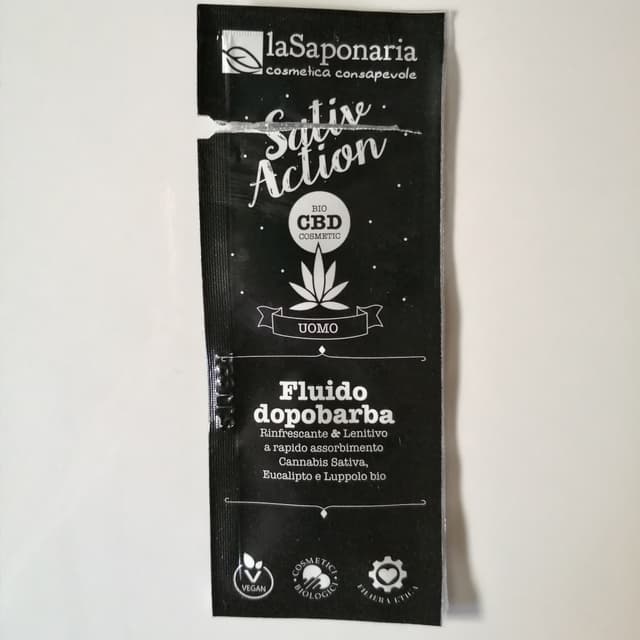 laSaponaria
cosmetica consapevole
Sativ
Action
BIO
CBD
COSMETIC
UOMO
Fluido
dopobarba
Rinfrescante & Lenitivo
a rapido assorbimento
Cannabis Sativa,
Eucalipto e Luppolo bio
VEGAN
COSMETICI
BIOLOGICI
FILIERA ETICA